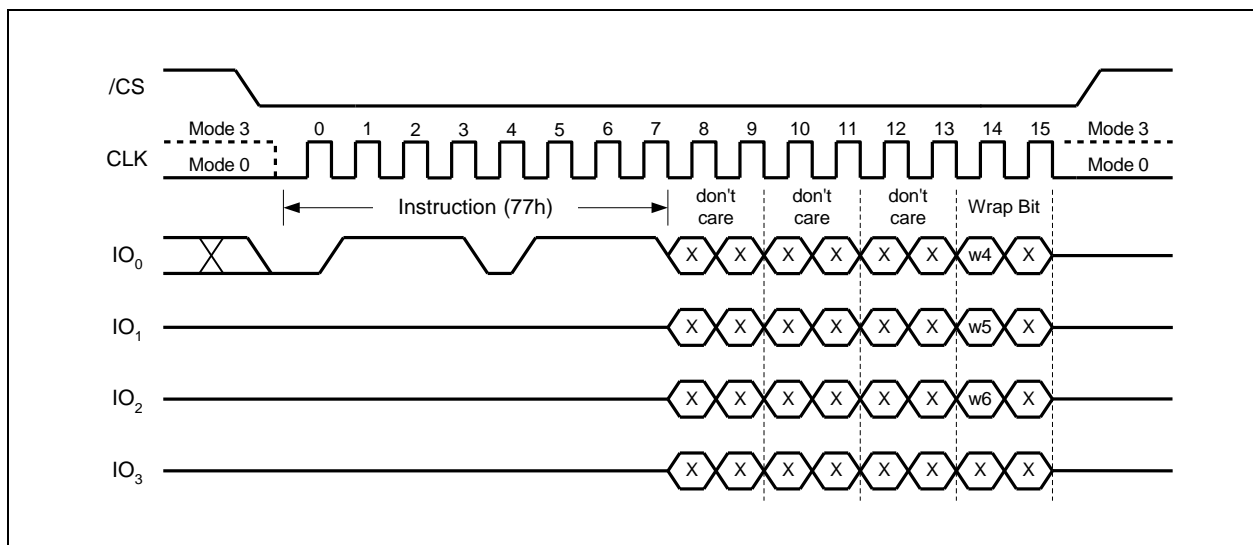 /CS
Mode 3 0 1 2 3 4 5 6 7 8 9 10 11 12 13 14 15 Mode 3
CLK
Mode 0 Mode 0
Instruction (77h) don't care don't care don't care Wrap Bit
IO0 X X X X X X w4 X
IO1 X X X X X X w5 X
IO2 X X X X X X w6 X
IO3 X X X X X X X X